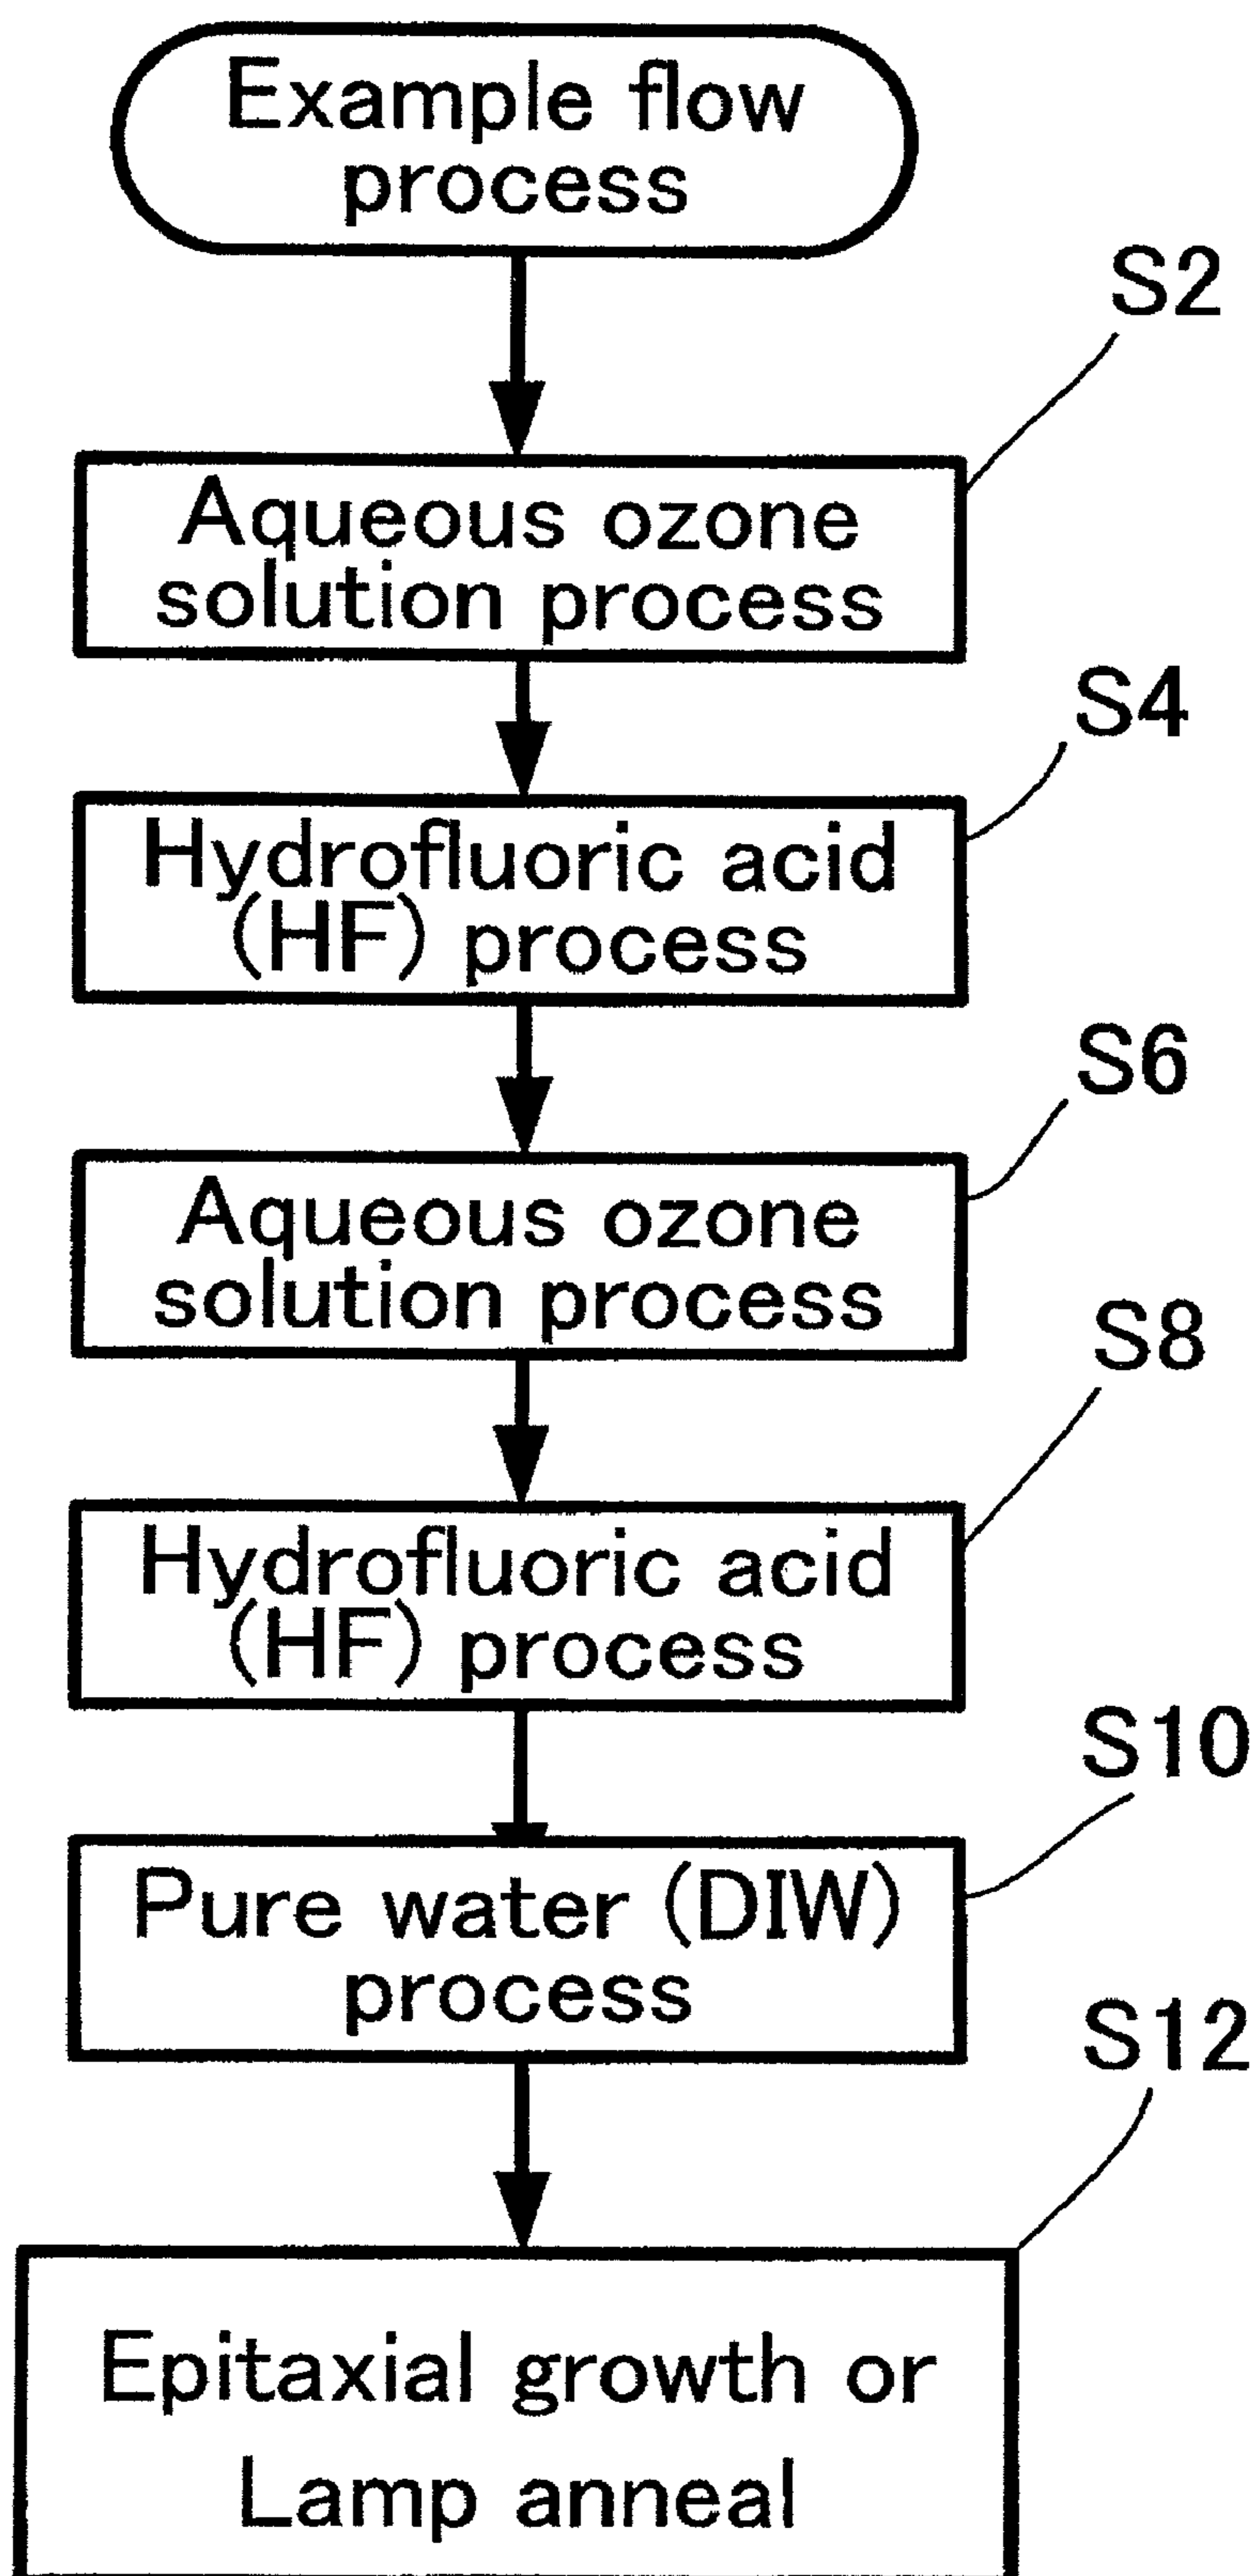 Example flow
process
S2
Aqueous ozone
solution process
S4
Hydrofluoric acid
(HF) process
S6
Aqueous ozone
solution process
S8
Hydrofluoric acid
(HF) process
S10
Pure water (DIW)
process
S12
Epitaxial growth or
Lamp anneal